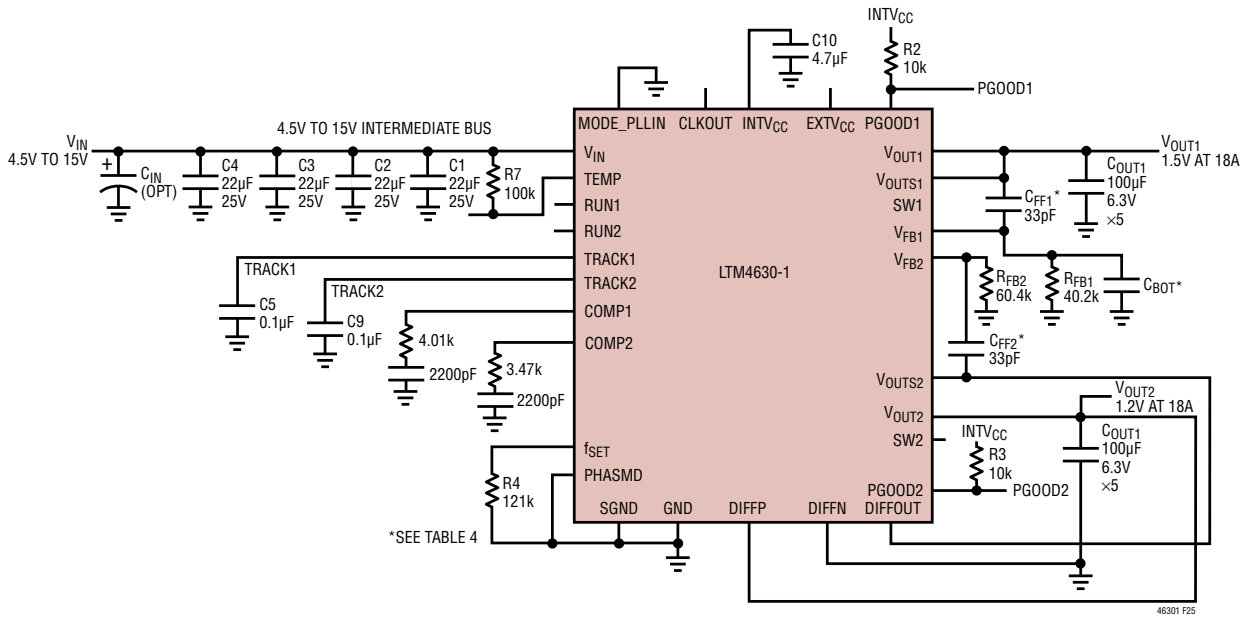 INTVCC
C10
4.7µF
R2
10k
PGOOD1
MODE_PLLIN
CLKOUT
INTVCC
EXTVCC
PGOOD1
VIN
4.5V TO 15V
4.5V TO 15V INTERMEDIATE BUS
+
CIN
(OPT)
C4
22µF
25V
C3
22µF
25V
C2
22µF
25V
C1
22µF
25V
R7
100k
VIN
TEMP
RUN1
RUN2
TRACK1
TRACK2
COMP1
COMP2
fSET
PHASMD
SGND
GND
DIFFP
DIFFN
DIFFOUT
LTM4630-1
VOUT1
VOUTS1
SW1
VFB1
VFB2
VOUTS2
VOUT2
SW2
PGOOD2
TRACK1
C5
0.1µF
TRACK2
C9
0.1µF
4.01k
2200pF
3.47k
2200pF
R4
121k
*SEE TABLE 4
VOUT1
1.5V AT 18A
COUT1
100µF
6.3V
×5
CFF1*
33pF
RFB2
60.4k
RFB1
40.2k
CBOT*
CFF2*
33pF
VOUT2
1.2V AT 18A
INTVCC
R3
10k
PGOOD2
COUT1
100µF
6.3V
×5
46301 F25